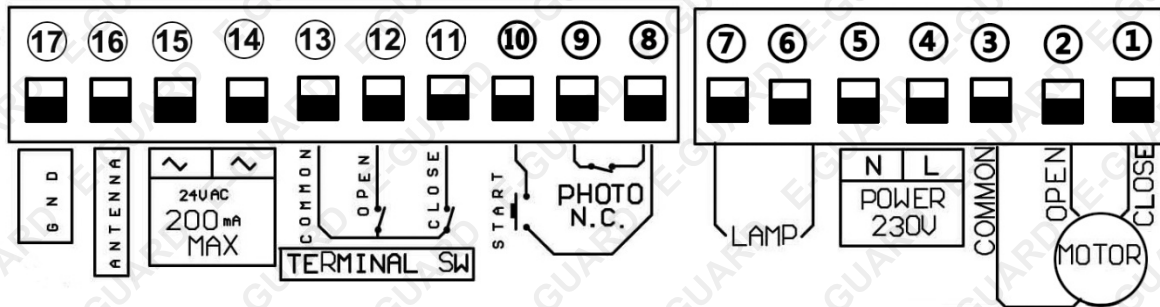 17 16 15 14 13 12 11 10 9 8 7 6 5 4 3 2 1
GND
ANTENNA
~ ~
24VAC
200mA
MAX
COMMON
OPEN
CLOSE
TERMINAL SW
START
PHOTO
N.C.
LAMP
N L
POWER
230V
COMMON
OPEN
CLOSE
MOTOR
E-GUARD